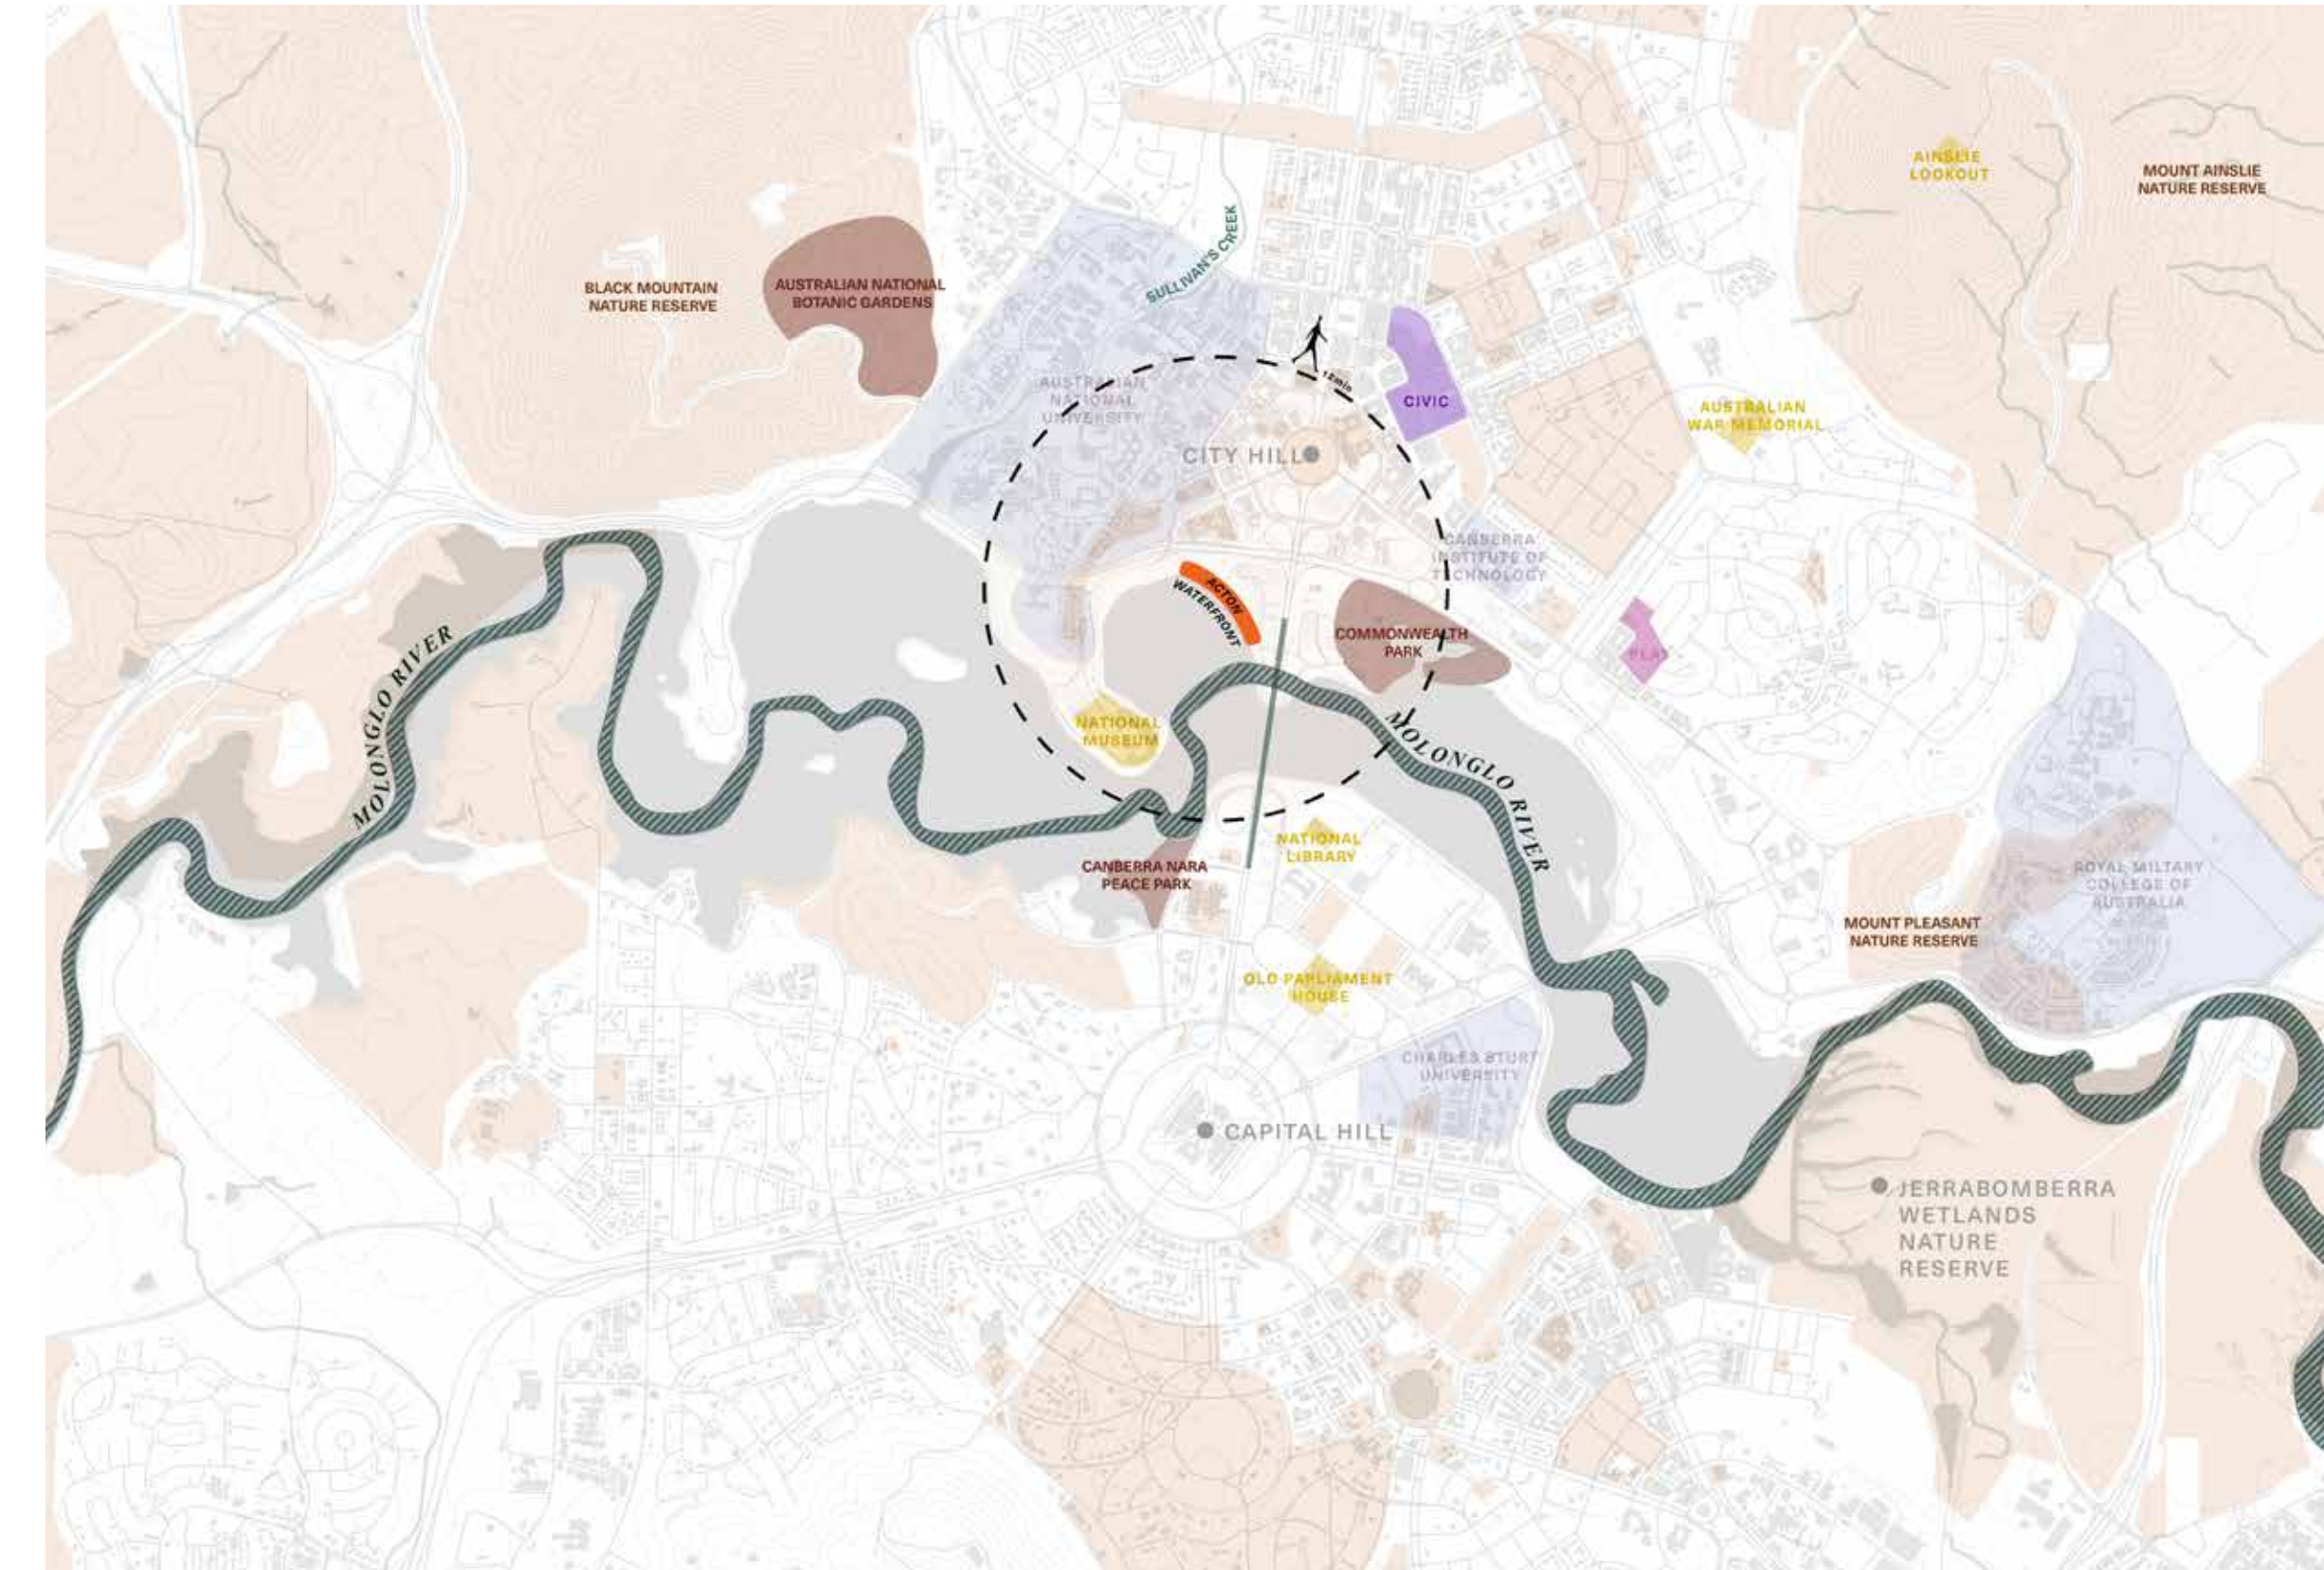 AINSLIE
LOOKOUT
MOUNT AINSLIE
NATURE RESERVE
SULLIVAN'S CREEK
BLACK MOUNTAIN
NATURE RESERVE
AUSTRALIAN NATIONAL
BOTANIC GARDENS
AUSTRALIAN
NATIONAL
UNIVERSITY
12min
CIVIC
AUSTRALIAN
WAR MEMORIAL
CITY HILL
CANBERRA
INSTITUTE OF
TECHNOLOGY
ACTON
WATERFRONT
COMMONWEALTH
PARK
MOLONGLO RIVER
NATIONAL
MUSEUM
MOLONGLO RIVER
NATIONAL
LIBRARY
CANBERRA NARA
PEACE PARK
ROYAL MILTARY
COLLEGE OF
AUSTRALIA
MOUNT PLEASANT
NATURE RESERVE
OLD PARLIAMENT
HOUSE
CHARLES STURT
UNIVERSITY
CAPITAL HILL
JERRABOMBERRA
WETLANDS
NATURE
RESERVE